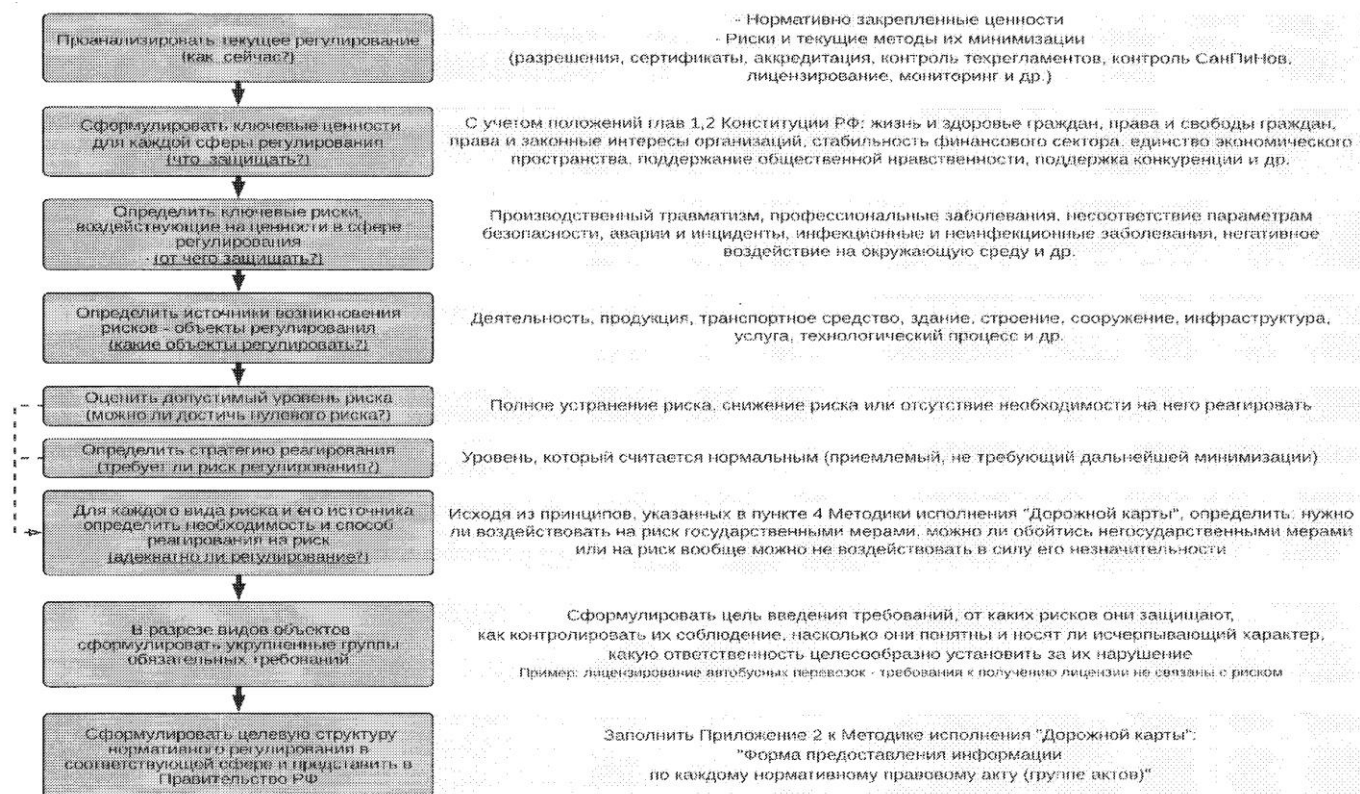 Проанализировать текущее регулирование
(как сейчас?)
- Нормативно закрепленные ценности
- Риски и текущие методы их минимизации
(разрешения, сертификаты, аккредитация, контроль техрегламентов, контроль СанПиНов,
лицензирование, мониторинг и др.)
Сформулировать ключевые ценности
для каждой сферы регулирования
(что защищать?)
С учетом положений глав 1,2 Конституции РФ: жизнь и здоровье граждан, права и свободы граждан,
права и законные интересы организаций, стабильность финансового сектора, единство экономического
пространства, поддержание общественной нравственности, поддержка конкуренции и др.
Определить ключевые риски,
воздействующие на ценности в сфере
регулирования
(от чего защищать?)
Производственный травматизм, профессиональные заболевания, несоответствие параметрам
безопасности, аварии и инциденты, инфекционные и неинфекционные заболевания, негативное
воздействие на окружающую среду и др.
Определить источники возникновения
рисков - объекты регулирования
(какие объекты регулировать?)
Деятельность, продукция, транспортное средство, здание, строение, сооружение, инфраструктура,
услуга, технологический процесс и др.
Оценить допустимый уровень риска
(можно ли достичь нулевого риска?)
Полное устранение риска, снижение риска или отсутствие необходимости на него реагировать
Определить стратегию реагирования
(требует ли риск регулирования?)
Уровень, который считается нормальным (приемлемый, не требующий дальнейшей минимизации)
Для каждого вида риска и его источника
определить необходимость и способ
реагирования на риск
(адекватно ли регулирование?)
Исходя из принципов, указанных в пункте 4 Методики исполнения "Дорожной карты", определить: нужно
ли воздействовать на риск государственными мерами, можно ли обойтись негосударственными мерами
или на риск вообще можно не воздействовать в силу его незначительности
В разрезе видов объектов
сформулировать укрупненные группы
обязательных требований
Сформулировать цель введения требований, от каких рисков они защищают,
как контролировать их соблюдение, насколько они понятны и носят ли исчерпывающий характер,
какую ответственность целесообразно установить за их нарушение
Пример: лицензирование автобусных перевозок - требования к получению лицензии не связаны с риском
Сформулировать целевую структуру
нормативного регулирования в
соответствующей сфере и представить в
Правительство РФ
Заполнить Приложение 2 к Методике исполнения "Дорожной карты":
"Форма предоставления информации
по каждому нормативному правовому акту (группе актов)"